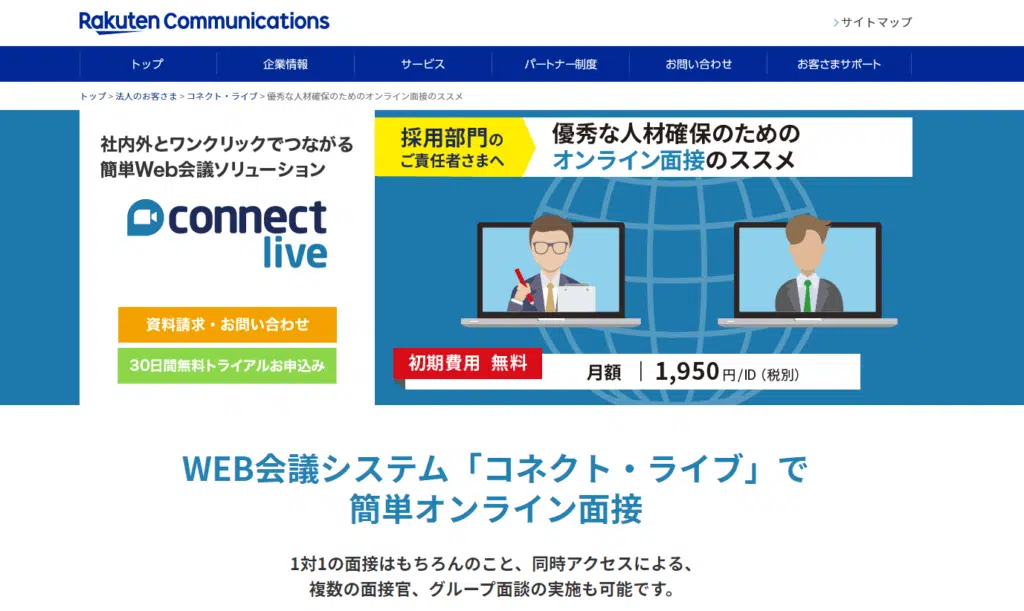 Rakuten Communications
サイトマップ
トップ 企業情報 サービス パートナー制度 お問い合わせ お客さまサポート
トップ > 法人のお客さま > コネクト・ライブ > 優秀な人材確保のためのオンライン面接のススメ
社内外とワンクリックでつながる
簡単Web会議ソリューション
connect
live
資料請求・お問い合わせ
30日間無料トライアルお申込み
採用部門の
ご責任者さまへ
優秀な人材確保のための
オンライン面接のススメ
初期費用 無料
月額 | 1,950円/ID(税別)
WEB会議システム「コネクト・ライブ」で
簡単オンライン面接
1対1の面接はもちろんのこと、同時アクセスによる、
複数の面接官、グループ面談の実施も可能です。